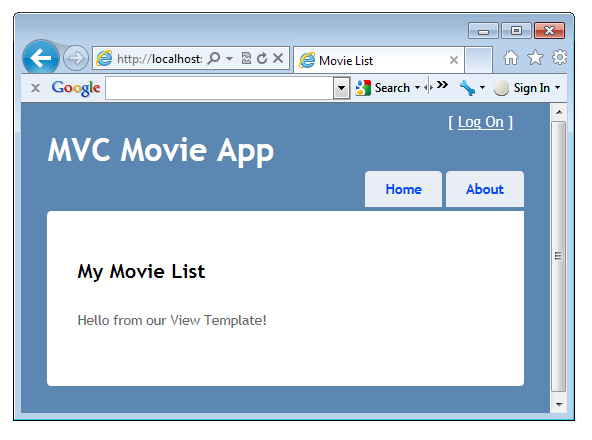 http://localhost:
Movie List
x Google
Search
Sign In
[ Log On ]
MVC Movie App
Home
About
My Movie List
Hello from our View Template!